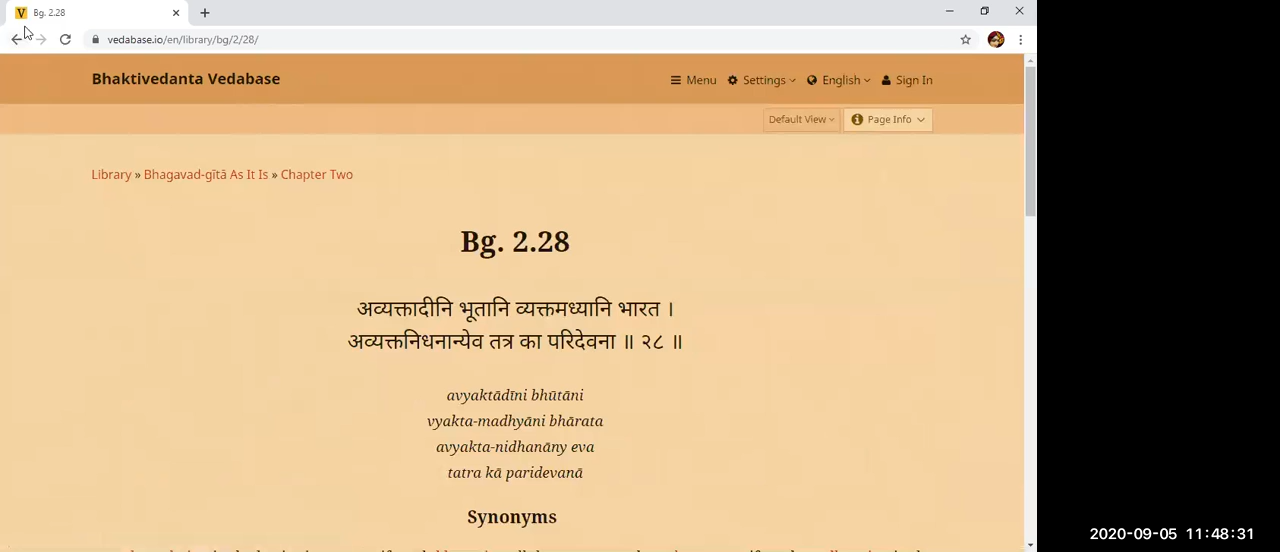 Bg. 2.28
vedabase.io/en/library/bg/2/28/
Bhaktivedanta Vedabase
Menu Settings English Sign In
Default View Page Info
Library » Bhagavad-gītā As It Is » Chapter Two
Bg. 2.28
अव्यक्तादीनि भूतानि व्यक्तमध्यानि भारत ।
अव्यक्तनिधनान्येव तत्र का परिदेवना ॥ २८ ॥
avyaktādīni bhūtāni
vyakta-madhyāni bhārata
avyakta-nidhanāny eva
tatra kā paridevanā
Synonyms
2020-09-05 11:48:31